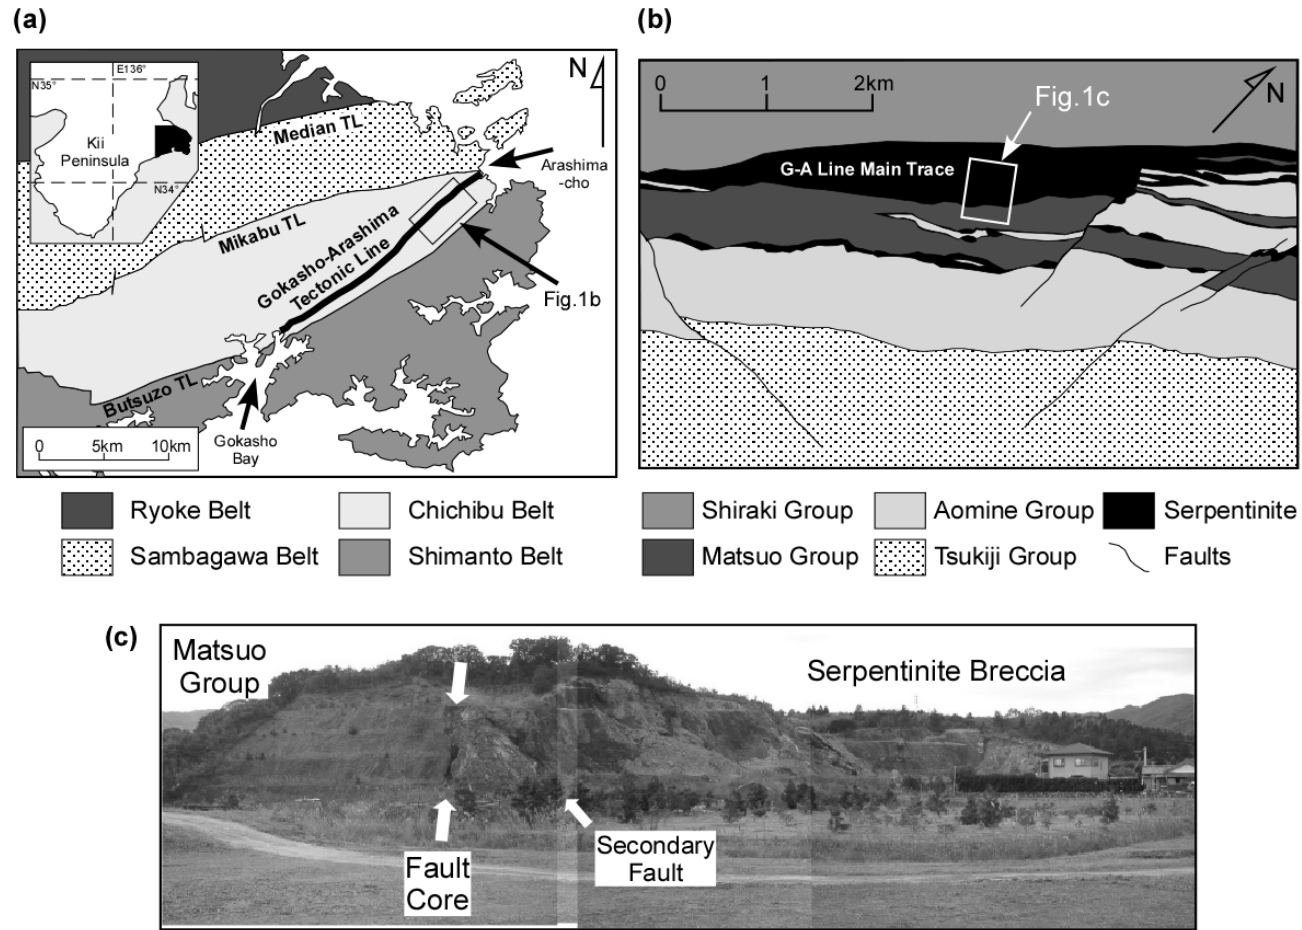 (a)
N35°
E136°
Kii
Peninsula
N34°
N
Median TL
Arashima
-cho
Mikabu TL
Gokasho-Arashima
Tectonic Line
Fig.1b
Butsuzo TL
Gokasho
Bay
0 5km 10km
Ryoke Belt
Chichibu Belt
Sambagawa Belt
Shimanto Belt
(b)
0 1 2km
N
Fig.1c
G-A Line Main Trace
Shiraki Group
Aomine Group
Serpentinite
Matsuo Group
Tsukiji Group
Faults
(c)
Matsuo
Group
Serpentinite Breccia
Fault
Core
Secondary
Fault